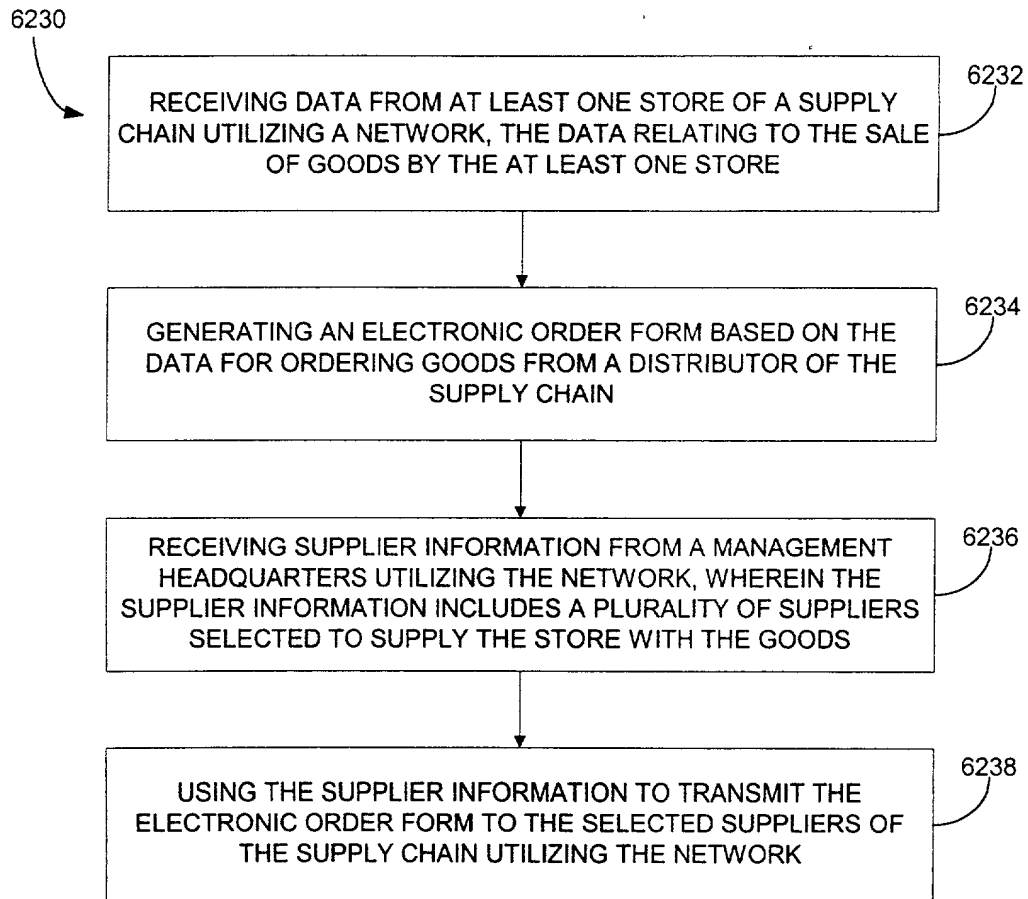 6230
6232
RECEIVING DATA FROM AT LEAST ONE STORE OF A SUPPLY
CHAIN UTILIZING A NETWORK, THE DATA RELATING TO THE SALE
OF GOODS BY THE AT LEAST ONE STORE
6234
GENERATING AN ELECTRONIC ORDER FORM BASED ON THE
DATA FOR ORDERING GOODS FROM A DISTRIBUTOR OF THE
SUPPLY CHAIN
6236
RECEIVING SUPPLIER INFORMATION FROM A MANAGEMENT
HEADQUARTERS UTILIZING THE NETWORK, WHEREIN THE
SUPPLIER INFORMATION INCLUDES A PLURALITY OF SUPPLIERS
SELECTED TO SUPPLY THE STORE WITH THE GOODS
6238
USING THE SUPPLIER INFORMATION TO TRANSMIT THE
ELECTRONIC ORDER FORM TO THE SELECTED SUPPLIERS OF
THE SUPPLY CHAIN UTILIZING THE NETWORK